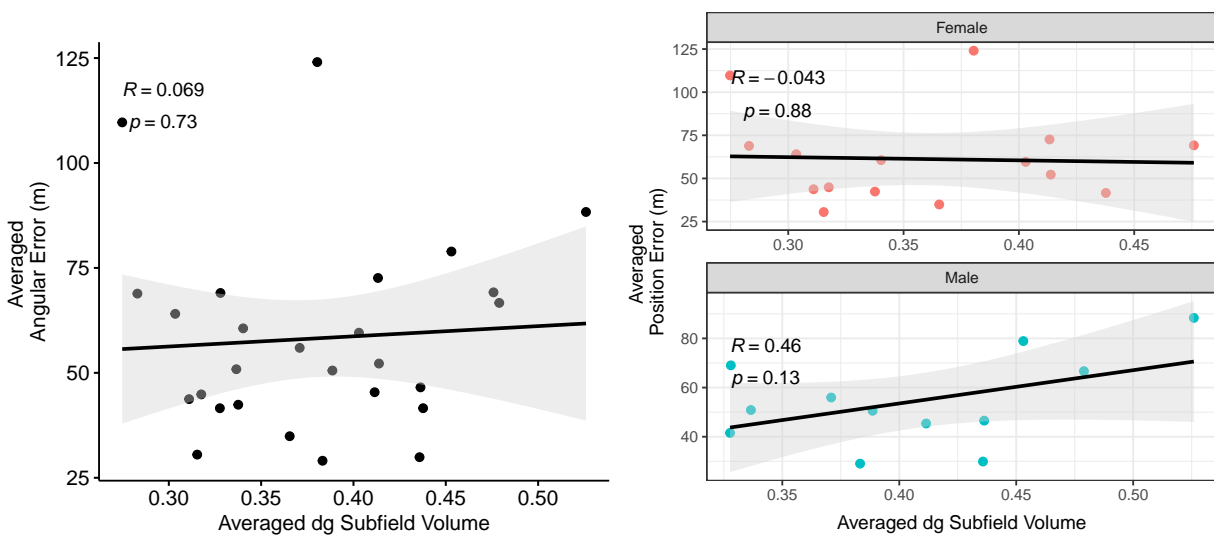 125
100
75
50
25
R = 0.069
p = 0.73
0.30 0.35 0.40 0.45 0.50
Averaged dg Subfield Volume
Averaged
Angular Error (m)
Female
125
100
75
50
25
R = −0.043
p = 0.88
0.30 0.35 0.40 0.45
Male
80
60
40
R = 0.46
p = 0.13
0.35 0.40 0.45 0.50
Averaged dg Subfield Volume
Averaged
Position Error (m)